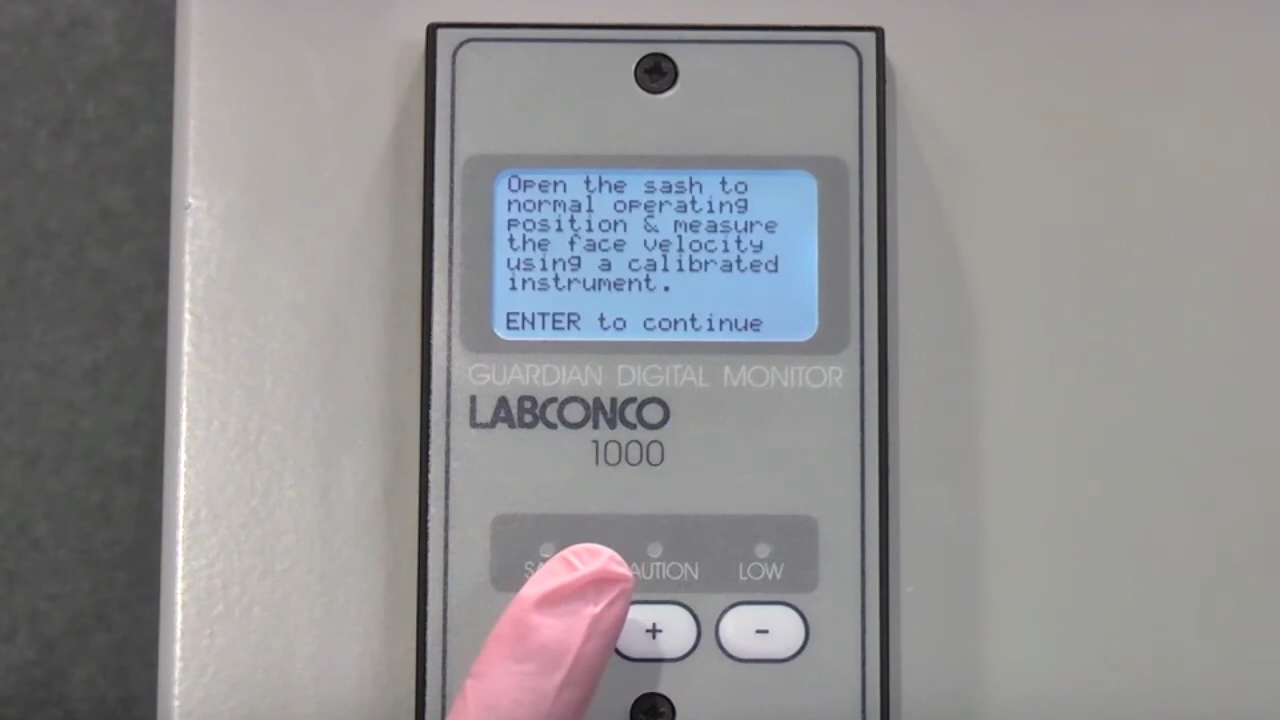 Open the sash to
normal operating
position & measure
the face velocity
using a calibrated
instrument.
ENTER to continue
GUARDIAN DIGITAL MONITOR
LABCONCO
1000
LOW
+ -